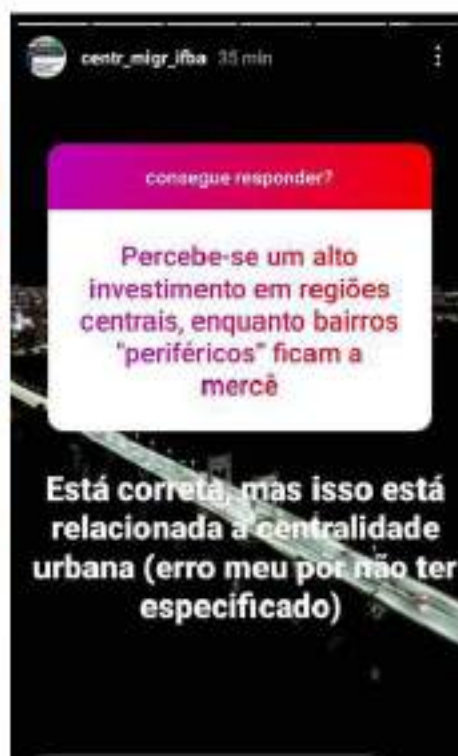 centr_migr_ifba 35 min
consegue responder?
Percebe-se um alto
investimento em regiões
centrais, enquanto bairros
"periféricos" ficam a
mercê
Está correta, mas isso está
relacionada a centralidade
urbana (erro meu por não ter
especificado)